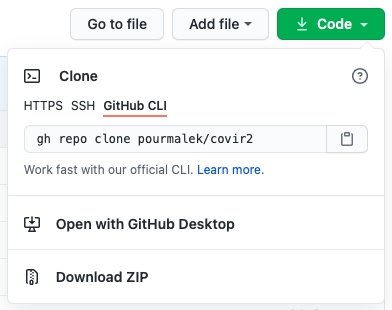 Go to file Add file Code
Clone
HTTPS SSH GitHub CLI
gh repo clone pourmalek/covir2
Work fast with our official CLI. Learn more.
Open with GitHub Desktop
Download ZIP